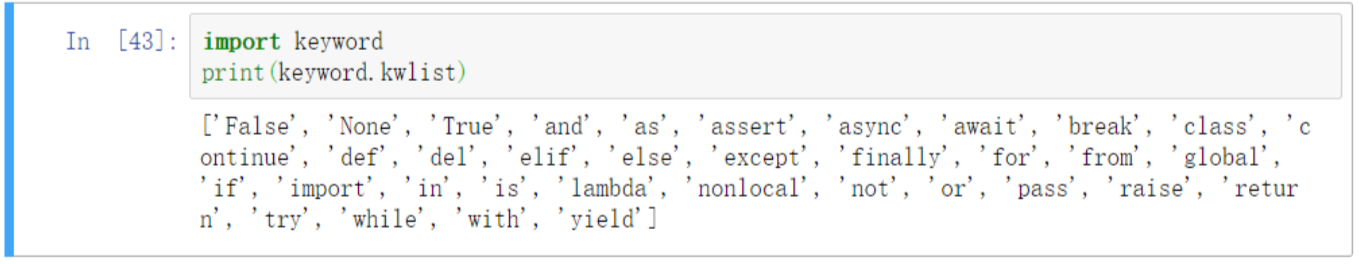 In [43]: import keyword
print(keyword.kwlist)
['False', 'None', 'True', 'and', 'as', 'assert', 'async', 'await', 'break', 'class', 'c
ontinue', 'def', 'del', 'elif', 'else', 'except', 'finally', 'for', 'from', 'global',
'if', 'import', 'in', 'is', 'lambda', 'nonlocal', 'not', 'or', 'pass', 'raise', 'retur
n', 'try', 'while', 'with', 'yield']